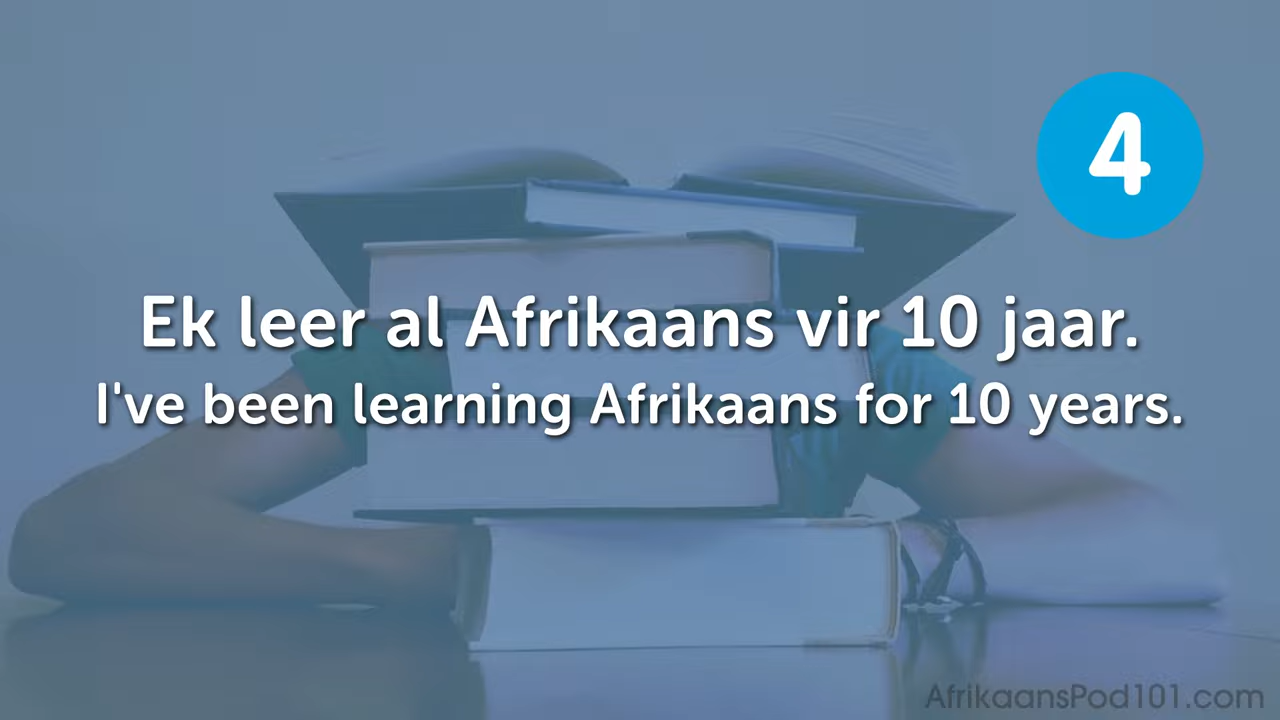 4
Ek leer al Afrikaans vir 10 jaar.
I've been learning Afrikaans for 10 years.
AfrikaansPod101.com